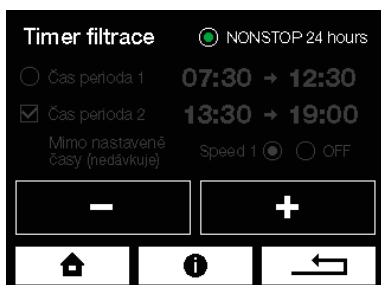 Timer filtrace NONSTOP 24 hours
Čas perioda 1 07:30 → 12:30
Čas perioda 2 13:30 → 19:00
Mimo nastavené
časy (nedávkuje) Speed 1 OFF
− +